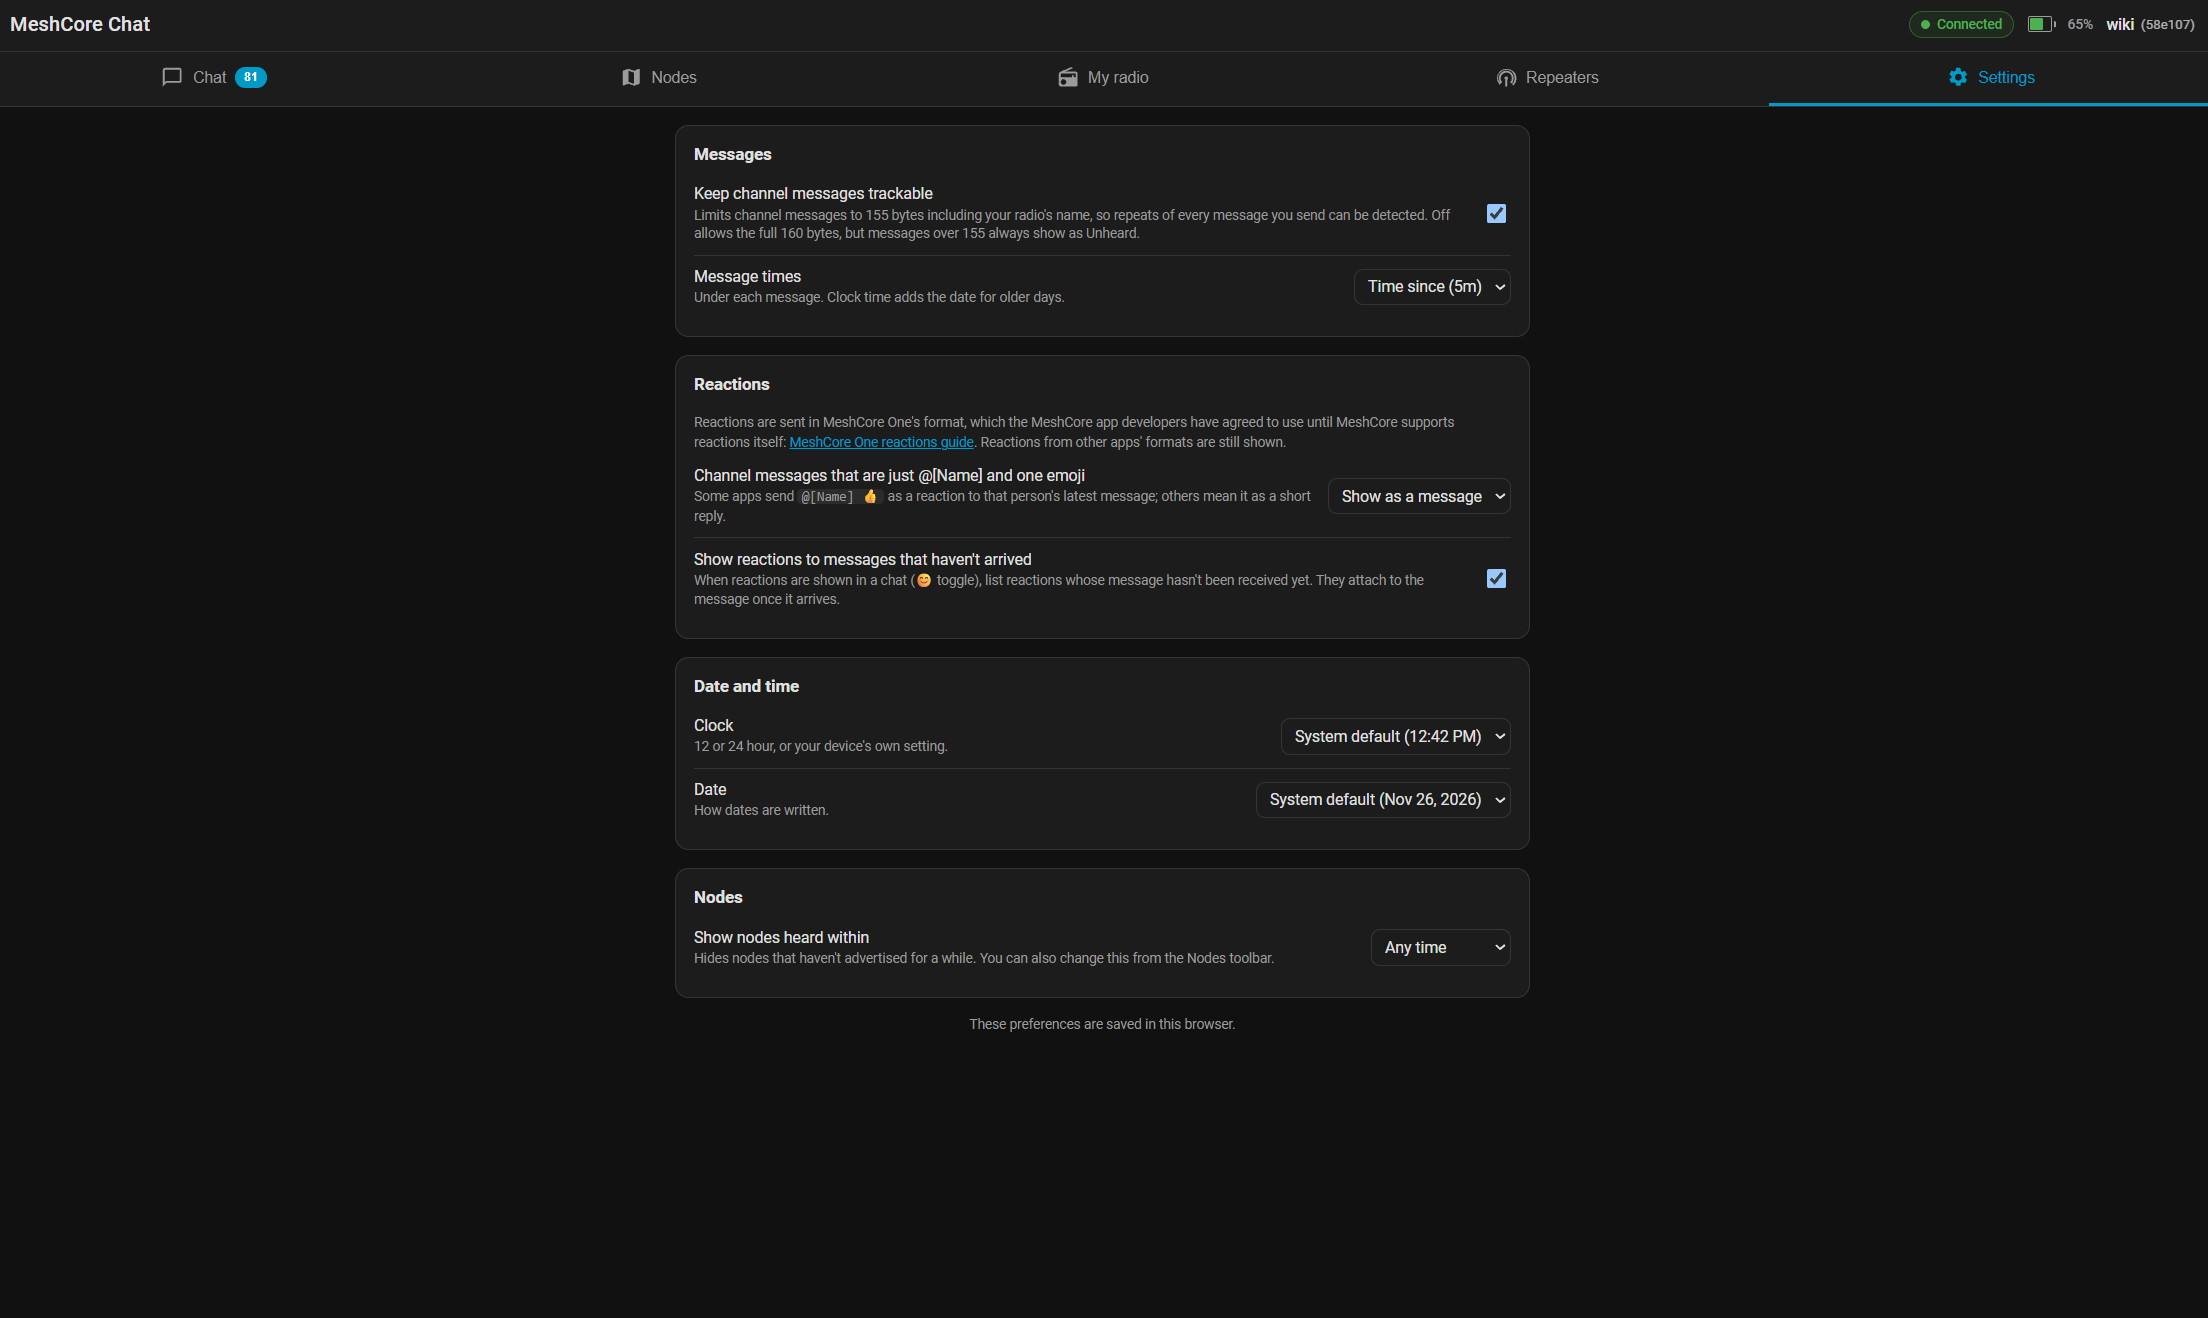 MeshCore Chat
Connected
65%
wiki (58e107)
Chat 81
Nodes
My radio
Repeaters
Settings
Messages
Keep channel messages trackable
Limits channel messages to 155 bytes including your radio's name, so repeats of every message you send can be detected. Off
allows the full 160 bytes, but messages over 155 always show as Unheard.
Message times
Under each message. Clock time adds the date for older days.
Time since (5m)
Reactions
Reactions are sent in MeshCore One's format, which the MeshCore app developers have agreed to use until MeshCore supports
reactions itself: MeshCore One reactions guide. Reactions from other apps' formats are still shown.
Channel messages that are just @[Name] and one emoji
Some apps send @[Name] 👍 as a reaction to that person's latest message; others mean it as a short
reply.
Show as a message
Show reactions to messages that haven't arrived
When reactions are shown in a chat (😊 toggle), list reactions whose message hasn't been received yet. They attach to the
message once it arrives.
Date and time
Clock
12 or 24 hour, or your device's own setting.
System default (12:42 PM)
Date
How dates are written.
System default (Nov 26, 2026)
Nodes
Show nodes heard within
Hides nodes that haven't advertised for a while. You can also change this from the Nodes toolbar.
Any time
These preferences are saved in this browser.